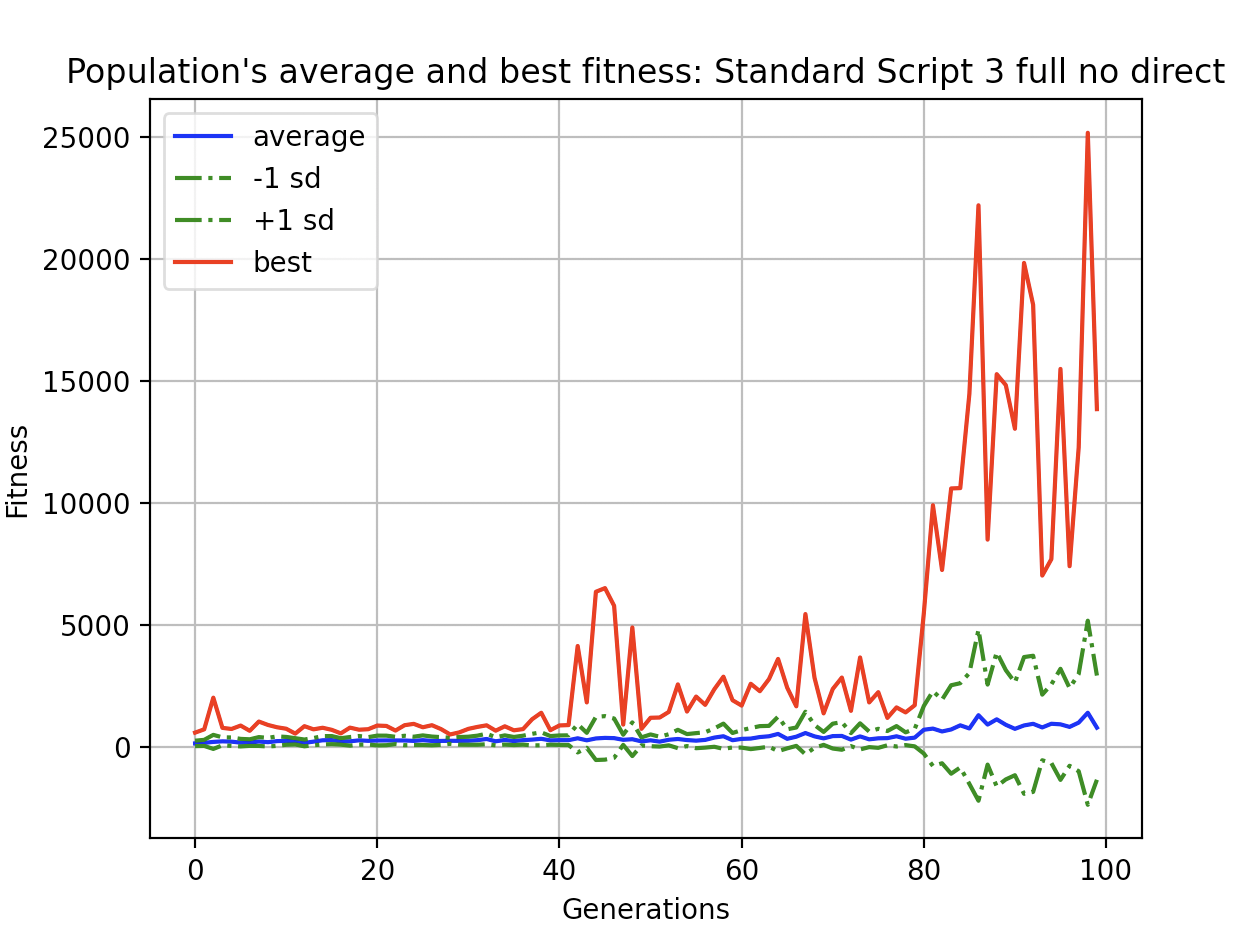 Population's average and best fitness: Standard Script 3 full no direct
average
-1 sd
+1 sd
best
25000
20000
15000
10000
5000
0
Fitness
0 20 40 60 80 100
Generations